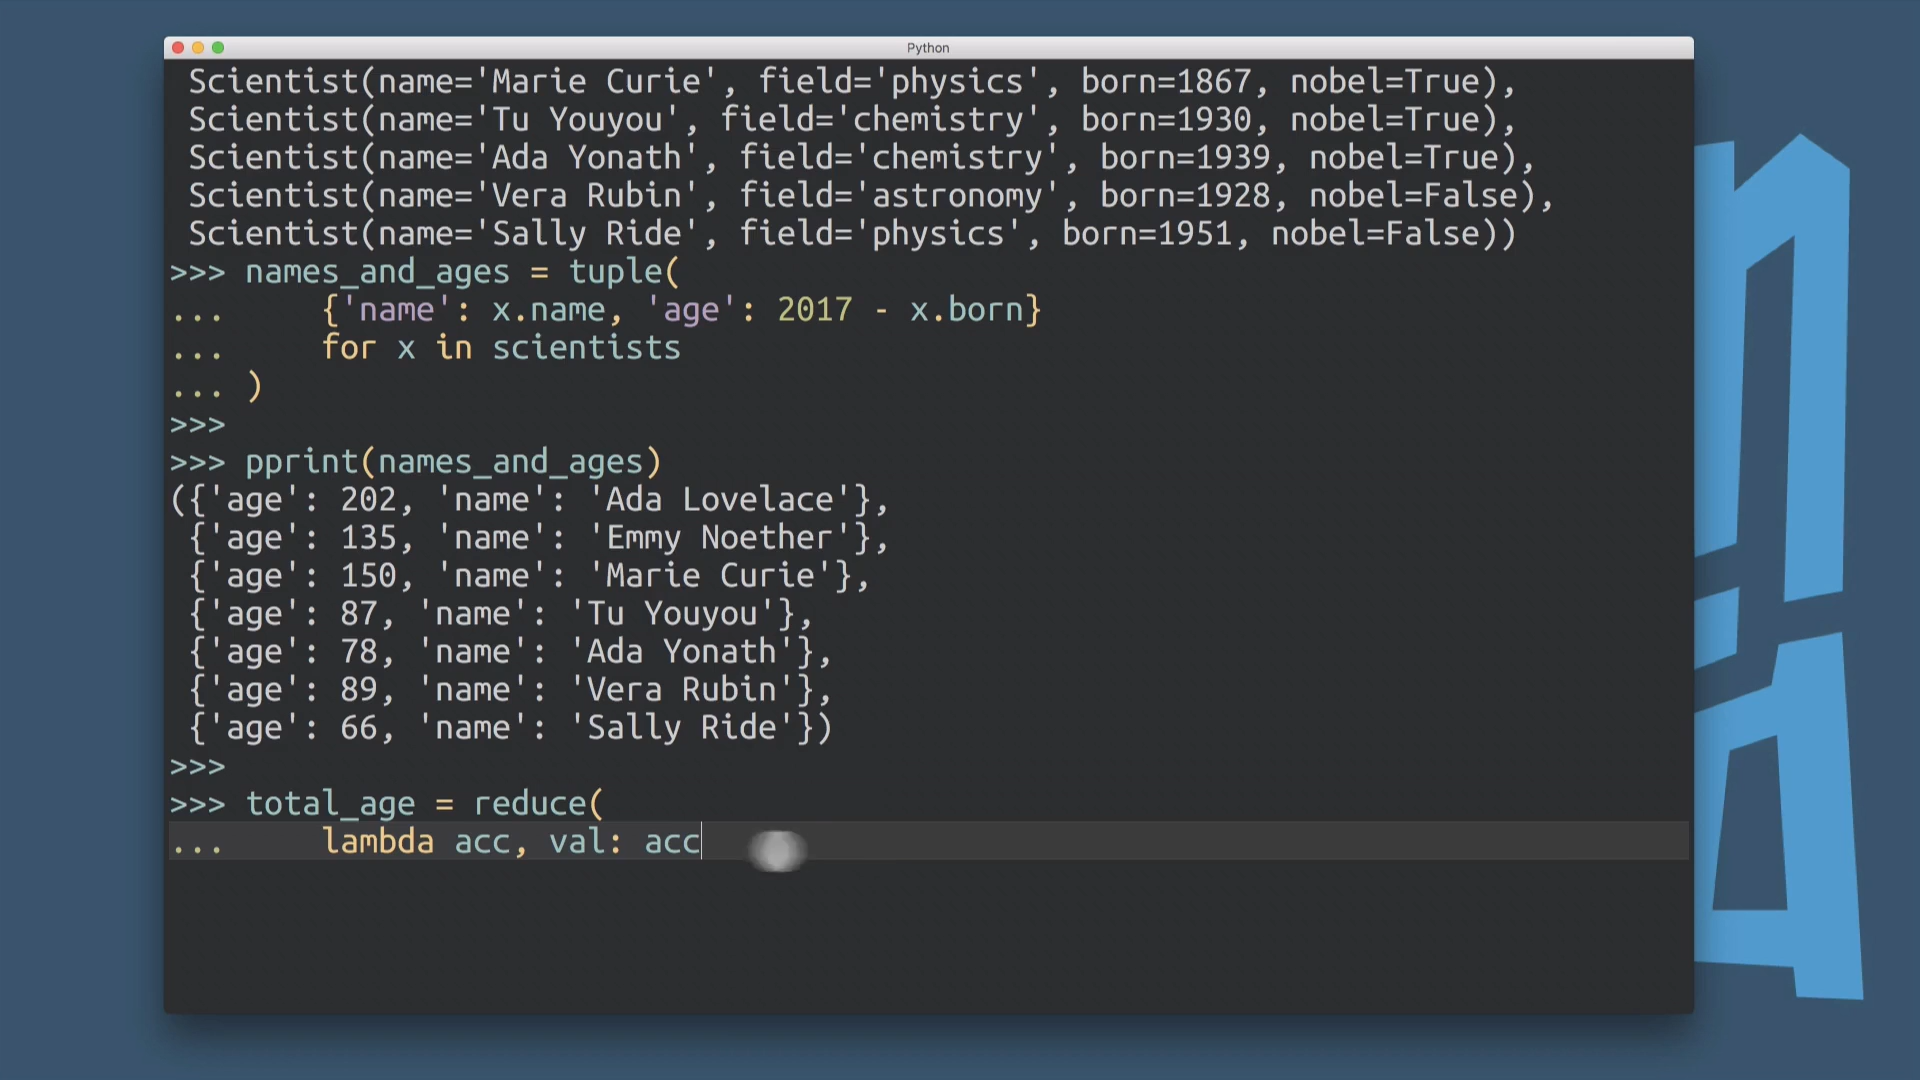 Python
Scientist(name='Marie Curie', field='physics', born=1867, nobel=True),
Scientist(name='Tu Youyou', field='chemistry', born=1930, nobel=True),
Scientist(name='Ada Yonath', field='chemistry', born=1939, nobel=True),
Scientist(name='Vera Rubin', field='astronomy', born=1928, nobel=False),
Scientist(name='Sally Ride', field='physics', born=1951, nobel=False))
>>> names_and_ages = tuple(
...     {'name': x.name, 'age': 2017 - x.born}
...     for x in scientists
... )
>>>
>>> pprint(names_and_ages)
({'age': 202, 'name': 'Ada Lovelace'},
 {'age': 135, 'name': 'Emmy Noether'},
 {'age': 150, 'name': 'Marie Curie'},
 {'age': 87, 'name': 'Tu Youyou'},
 {'age': 78, 'name': 'Ada Yonath'},
 {'age': 89, 'name': 'Vera Rubin'},
 {'age': 66, 'name': 'Sally Ride'})
>>>
>>> total_age = reduce(
...     lambda acc, val: acc